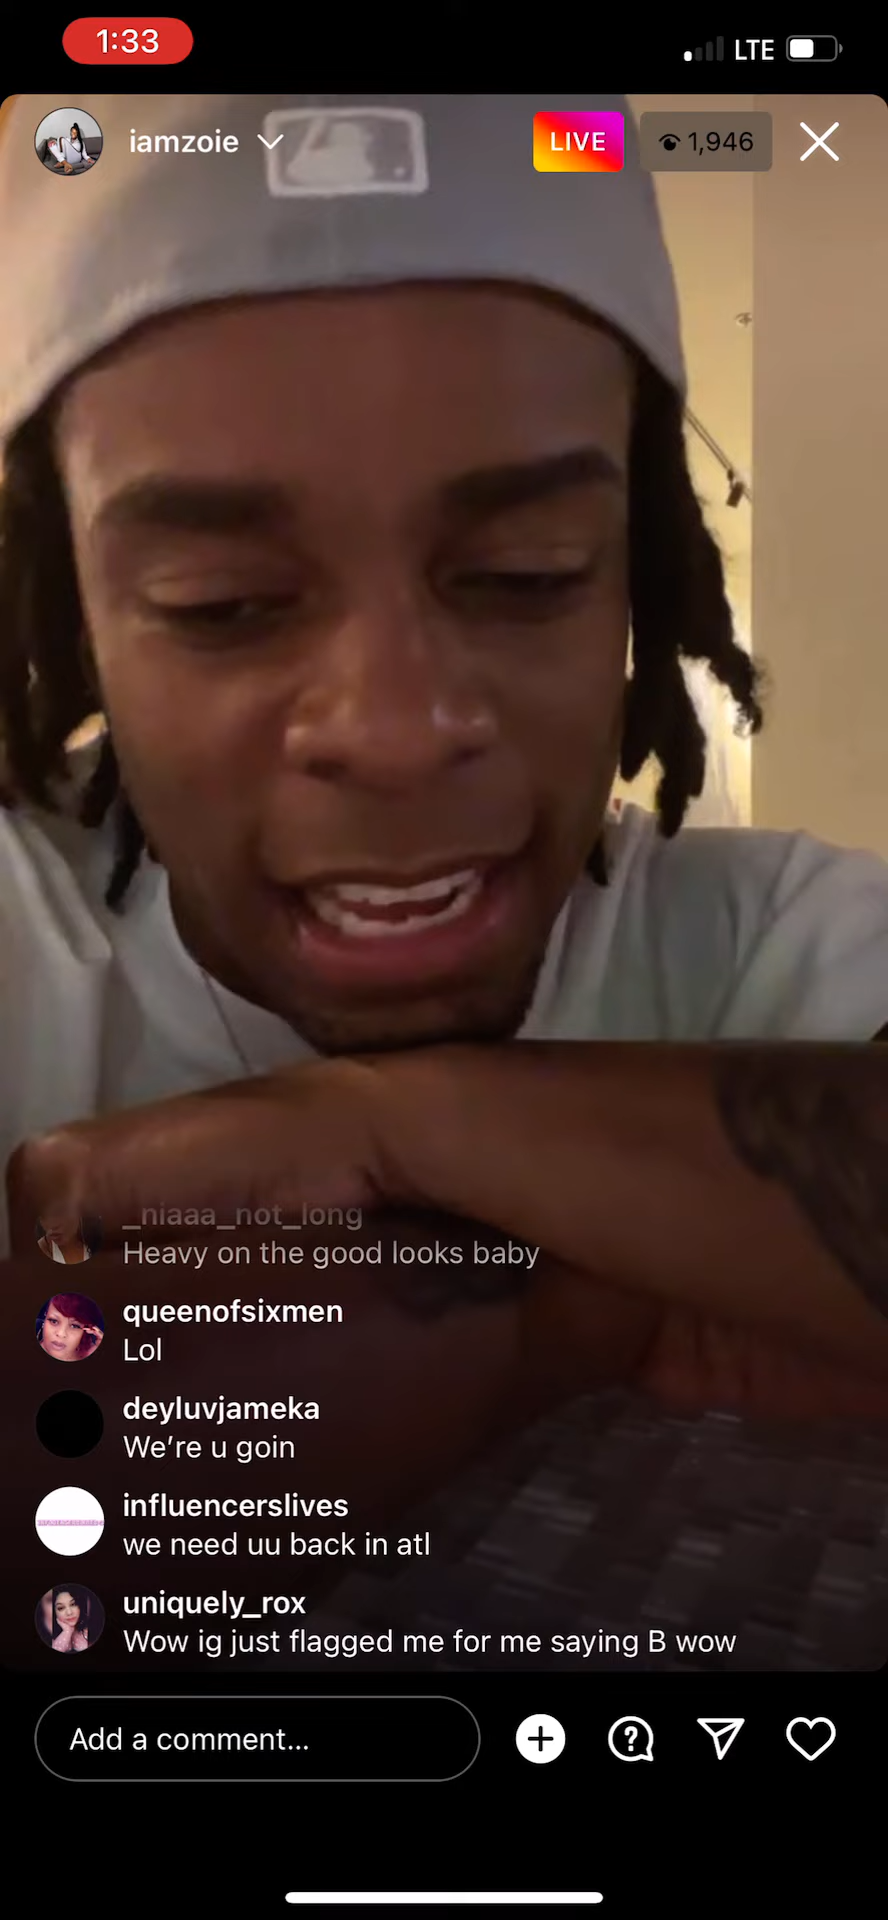 1:33
LTE
iamzoie
LIVE
1,946
_niaaa_not_long
Heavy on the good looks baby
queenofsixmen
Lol
deyluvjameka
We’re u goin
influencerslives
we need uu back in atl
uniquely_rox
Wow ig just flagged me for me saying B wow
Add a comment...